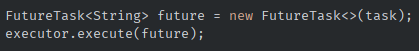 FutureTask<String> future = new FutureTask<>(task);
executor.execute(future);